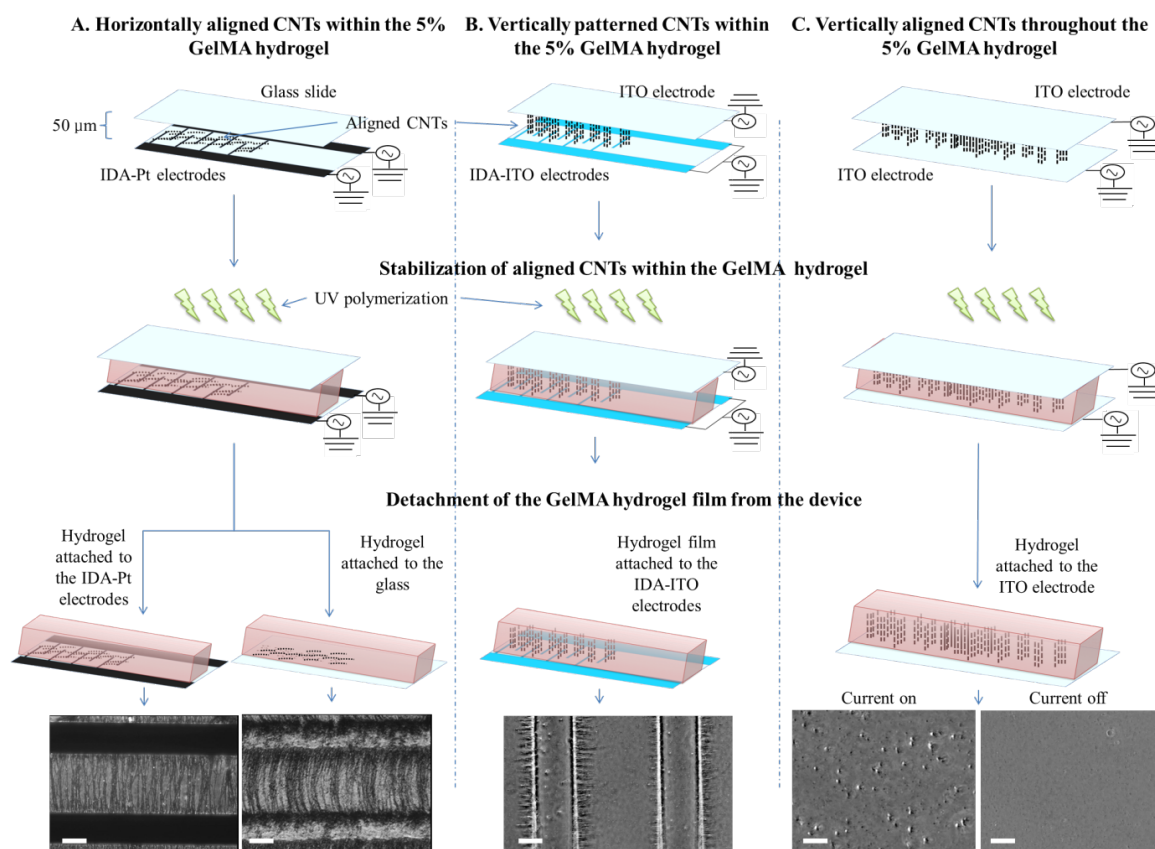 A. Horizontally aligned CNTs within the 5%
GelMA hydrogel
B. Vertically patterned CNTs within
the 5% GelMA hydrogel
C. Vertically aligned CNTs throughout the
5% GelMA hydrogel
Glass slide
ITO electrode
ITO electrode
50 µm
Aligned CNTs
IDA-Pt electrodes
IDA-ITO electrodes
ITO electrode
Stabilization of aligned CNTs within the GelMA hydrogel
UV polymerization
Detachment of the GelMA hydrogel film from the device
Hydrogel
attached to
the IDA-Pt
electrodes
Hydrogel
attached to the
glass
Hydrogel film
attached to the
IDA-ITO
electrodes
Hydrogel
attached to the
ITO electrode
Current on
Current off